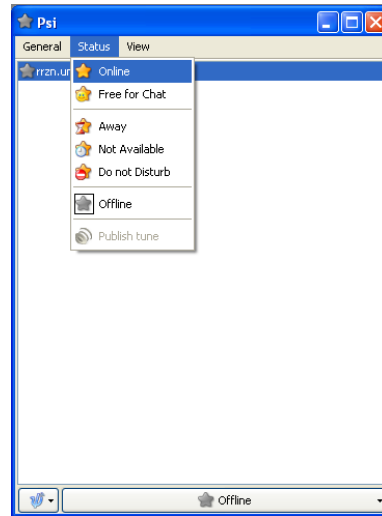 Psi
General Status View
rrzn.ur
Online
Free for Chat
Away
Not Available
Do not Disturb
Offline
Publish tune
Offline